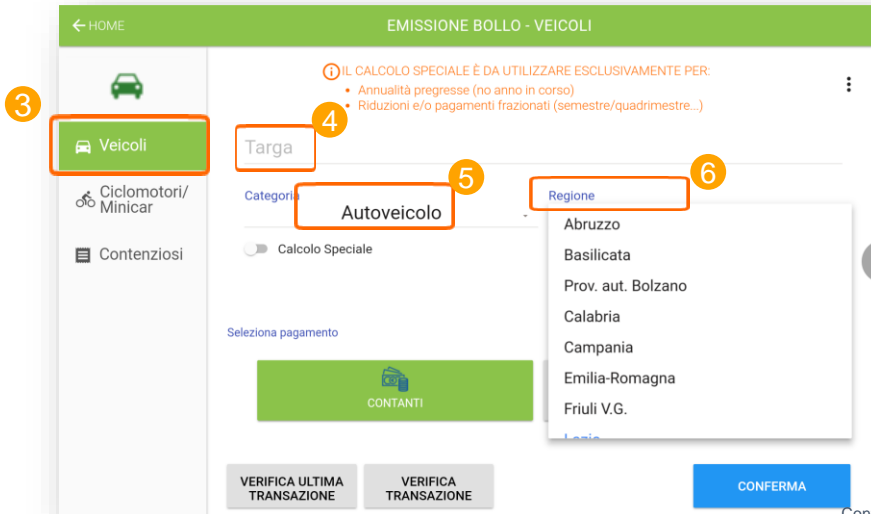 HOME
EMISSIONE BOLLO - VEICOLI
IL CALCOLO SPECIALE È DA UTILIZZARE ESCLUSIVAMENTE PER:
• Annualità pregresse (no anno in corso)
• Riduzioni e/o pagamenti frazionati (semestre/quadrimestre...)
3
Veicoli
Ciclomotori/
Minicar
Contenziosi
4
Targa
5
Categoria
Autoveicolo
6
Regione
Abruzzo
Basilicata
Prov. aut. Bolzano
Calabria
Campania
Emilia-Romagna
Friuli V.G.
Lazio
Calcolo Speciale
Seleziona pagamento
CONTANTI
VERIFICA ULTIMA
TRANSAZIONE
VERIFICA
TRANSAZIONE
CONFERMA